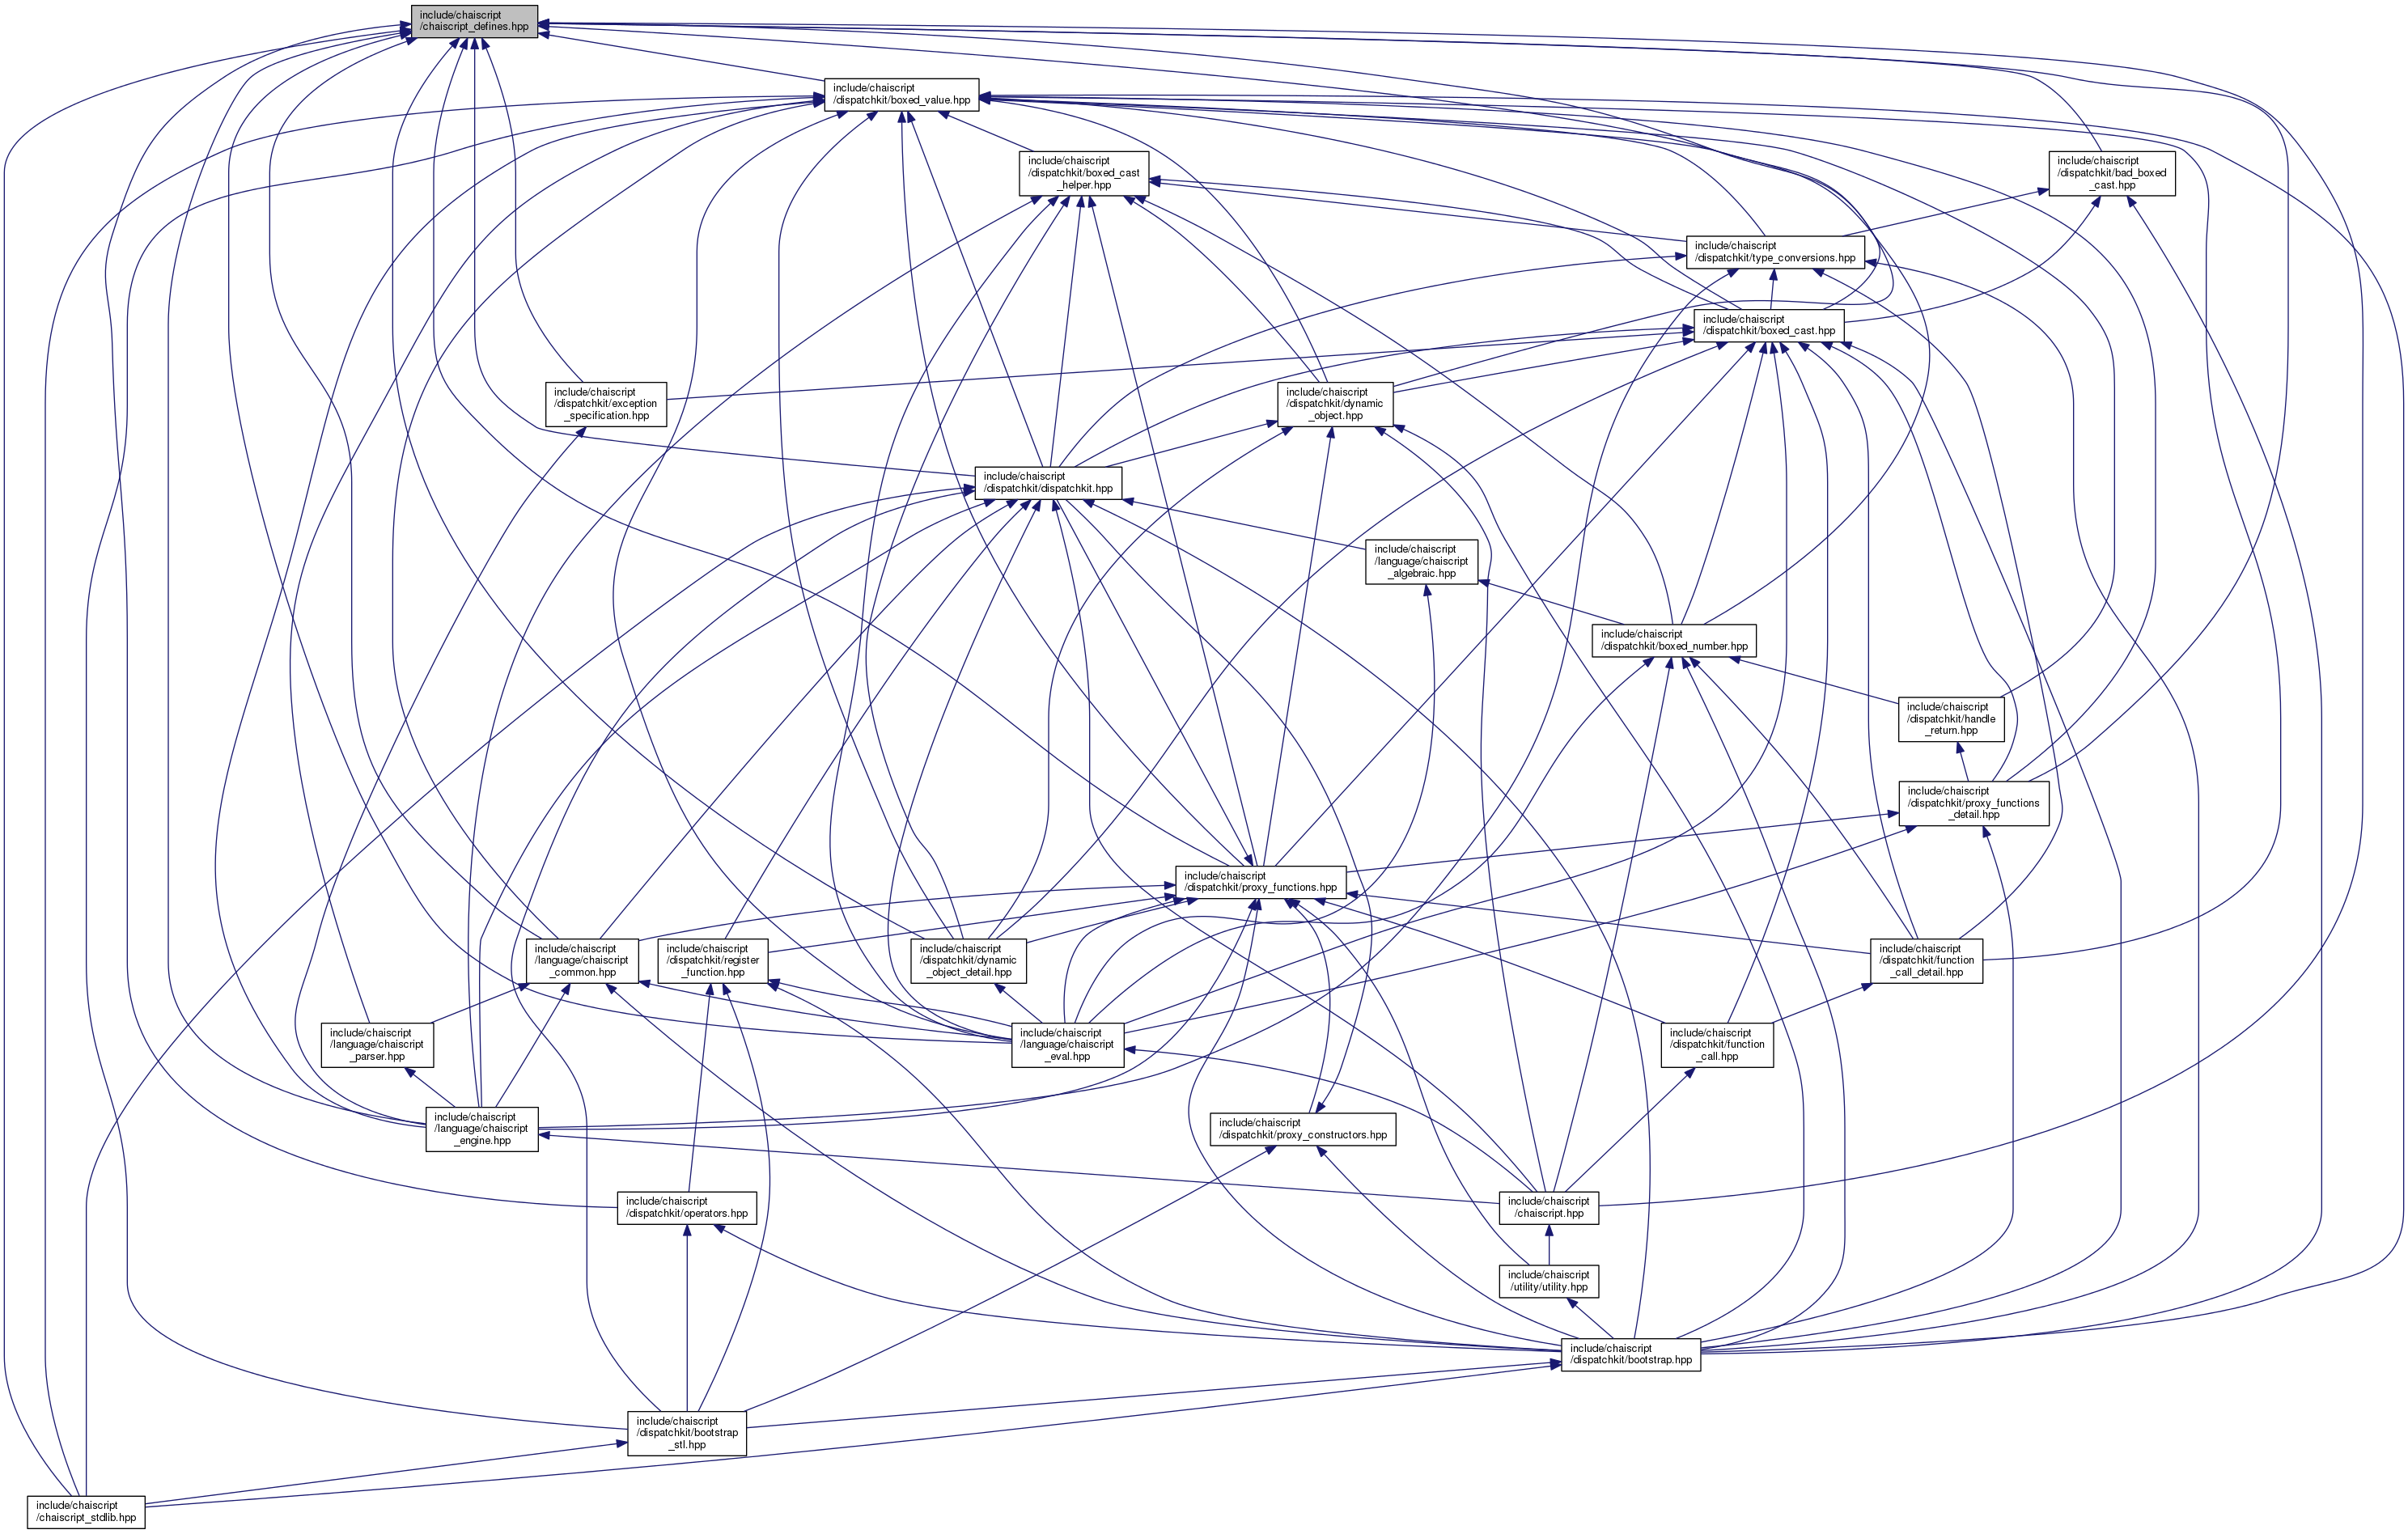 include/chaiscript
/chaiscript_defines.hpp
include/chaiscript
/dispatchkit/boxed_value.hpp
include/chaiscript
/dispatchkit/boxed_cast
_helper.hpp
include/chaiscript
/dispatchkit/bad_boxed
_cast.hpp
include/chaiscript
/dispatchkit/type_conversions.hpp
include/chaiscript
/dispatchkit/boxed_cast.hpp
include/chaiscript
/dispatchkit/exception
_specification.hpp
include/chaiscript
/dispatchkit/dynamic
_object.hpp
include/chaiscript
/dispatchkit/dispatchkit.hpp
include/chaiscript
/language/chaiscript
_algebraic.hpp
include/chaiscript
/dispatchkit/boxed_number.hpp
include/chaiscript
/dispatchkit/handle
_return.hpp
include/chaiscript
/dispatchkit/proxy_functions
_detail.hpp
include/chaiscript
/dispatchkit/proxy_functions.hpp
include/chaiscript
/language/chaiscript
_common.hpp
include/chaiscript
/dispatchkit/register
_function.hpp
include/chaiscript
/dispatchkit/dynamic
_object_detail.hpp
include/chaiscript
/dispatchkit/function
_call_detail.hpp
include/chaiscript
/language/chaiscript
_parser.hpp
include/chaiscript
/language/chaiscript
_eval.hpp
include/chaiscript
/dispatchkit/function
_call.hpp
include/chaiscript
/language/chaiscript
_engine.hpp
include/chaiscript
/dispatchkit/proxy_constructors.hpp
include/chaiscript
/dispatchkit/operators.hpp
include/chaiscript
/chaiscript.hpp
include/chaiscript
/utility/utility.hpp
include/chaiscript
/dispatchkit/bootstrap.hpp
include/chaiscript
/dispatchkit/bootstrap
_stl.hpp
include/chaiscript
/chaiscript_stdlib.hpp